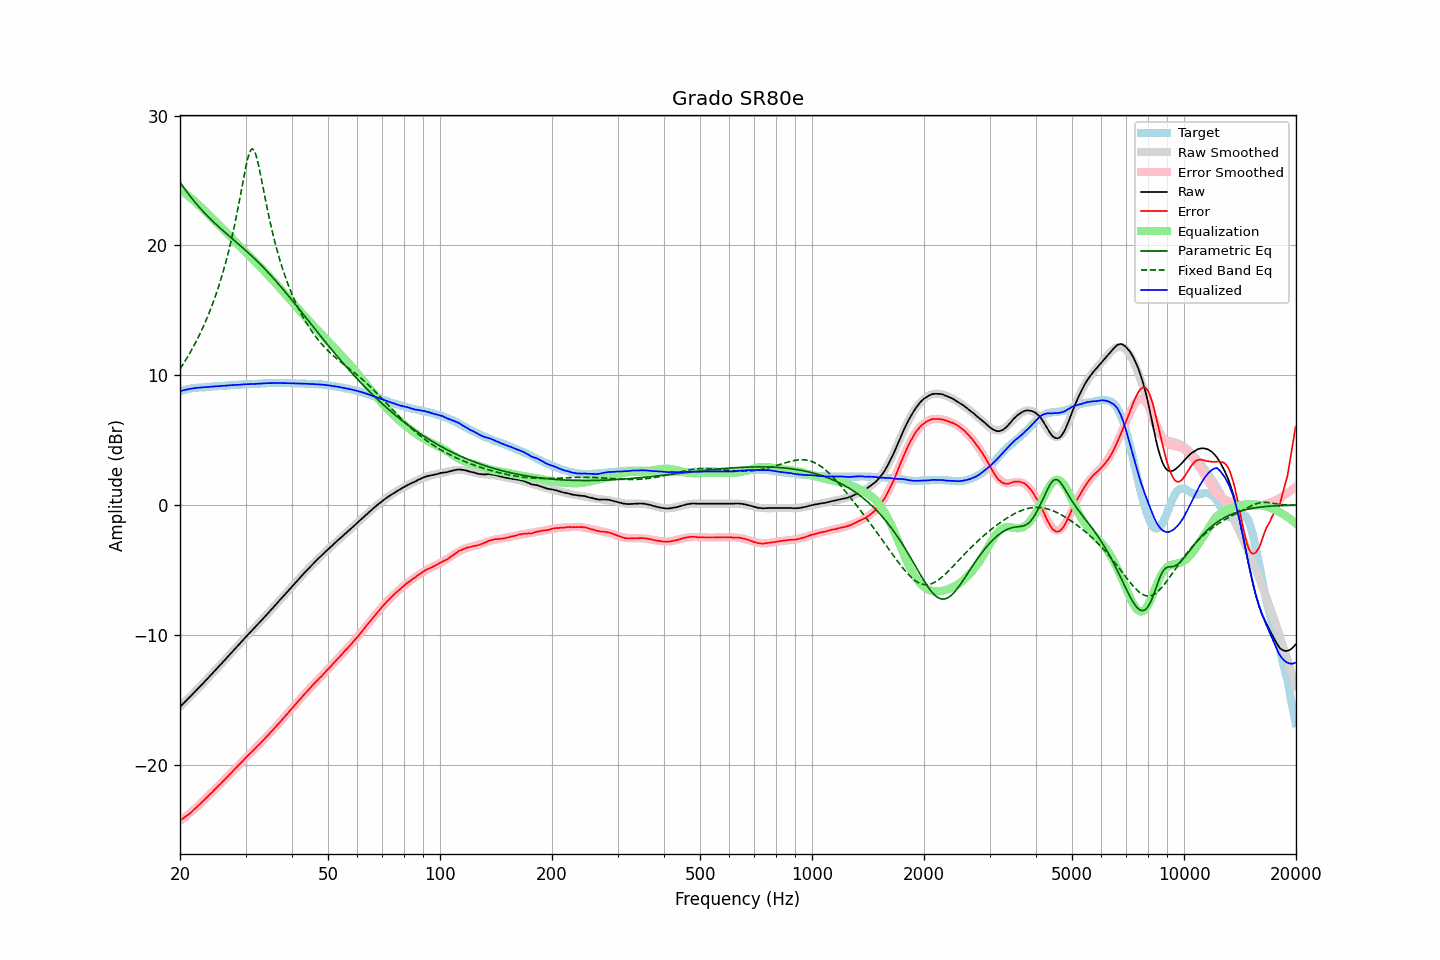 Grado SR80e
30
20
10
0
−10
−20
Amplitude (dBr)
20
50
100
200
500
1000
2000
5000
10000
20000
Frequency (Hz)
Target
Raw Smoothed
Error Smoothed
Raw
Error
Equalization
Parametric Eq
Fixed Band Eq
Equalized